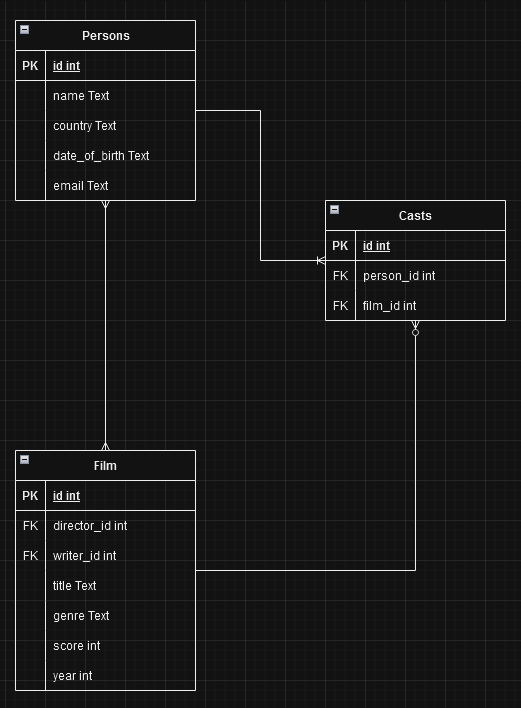 Persons
PK id int
name Text
country Text
date_of_birth Text
email Text
Casts
PK id int
FK person_id int
FK film_id int
Film
PK id int
FK director_id int
FK writer_id int
title Text
genre Text
score int
year int